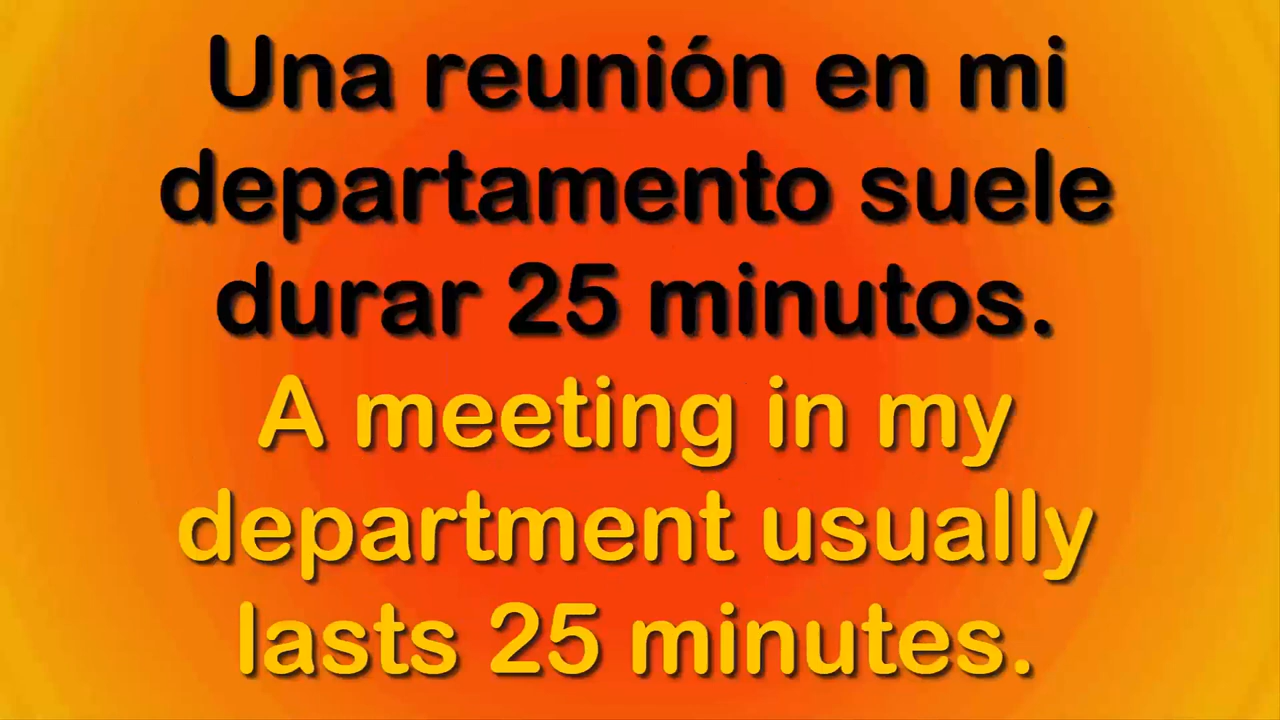 Una reunión en mi
departamento suele
durar 25 minutos.
A meeting in my
department usually
lasts 25 minutes.